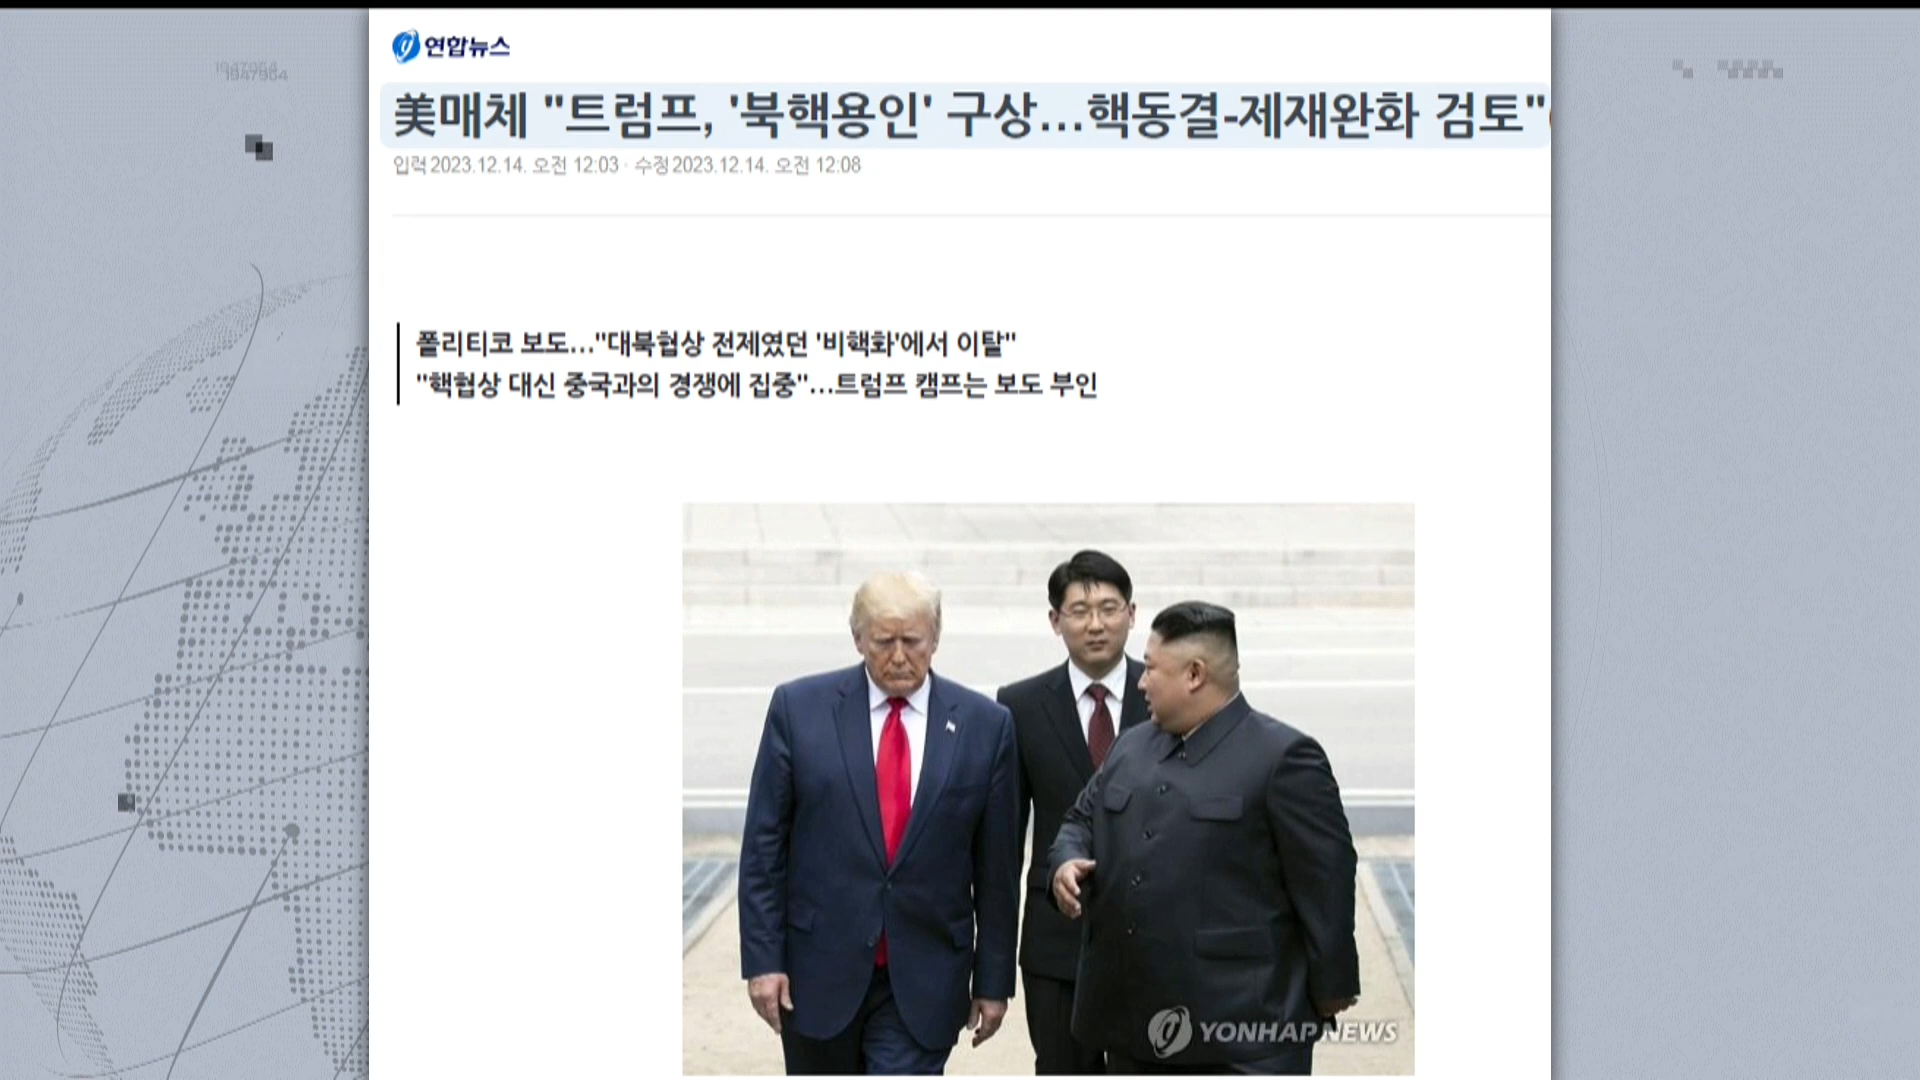 1947964
1947964
연합뉴스
美매체 "트럼프, '북핵용인' 구상...핵동결-제재완화 검토"
입력 2023.12.14. 오전 12:03 · 수정 2023.12.14. 오전 12:08
폴리티코 보도..."대북협상 전제였던 '비핵화'에서 이탈"
"핵협상 대신 중국과의 경쟁에 집중"...트럼프 캠프는 보도 부인
YONHAP NEWS